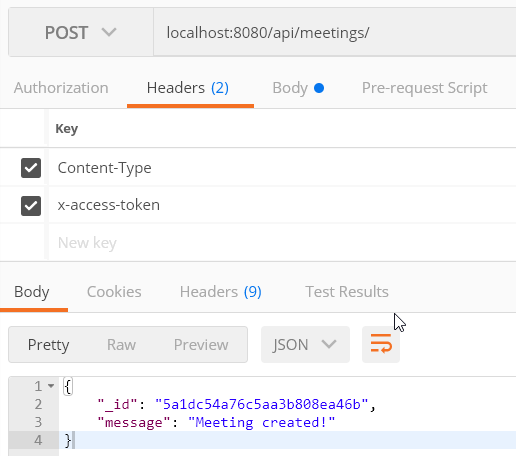 POST localhost:8080/api/meetings/
Authorization Headers (2) Body Pre-request Script
Key
Content-Type
x-access-token
New key
Body Cookies Headers (9) Test Results
Pretty Raw Preview JSON
1 {
2 "_id": "5a1dc54a76c5aa3b808ea46b",
3 "message": "Meeting created!"
4 }